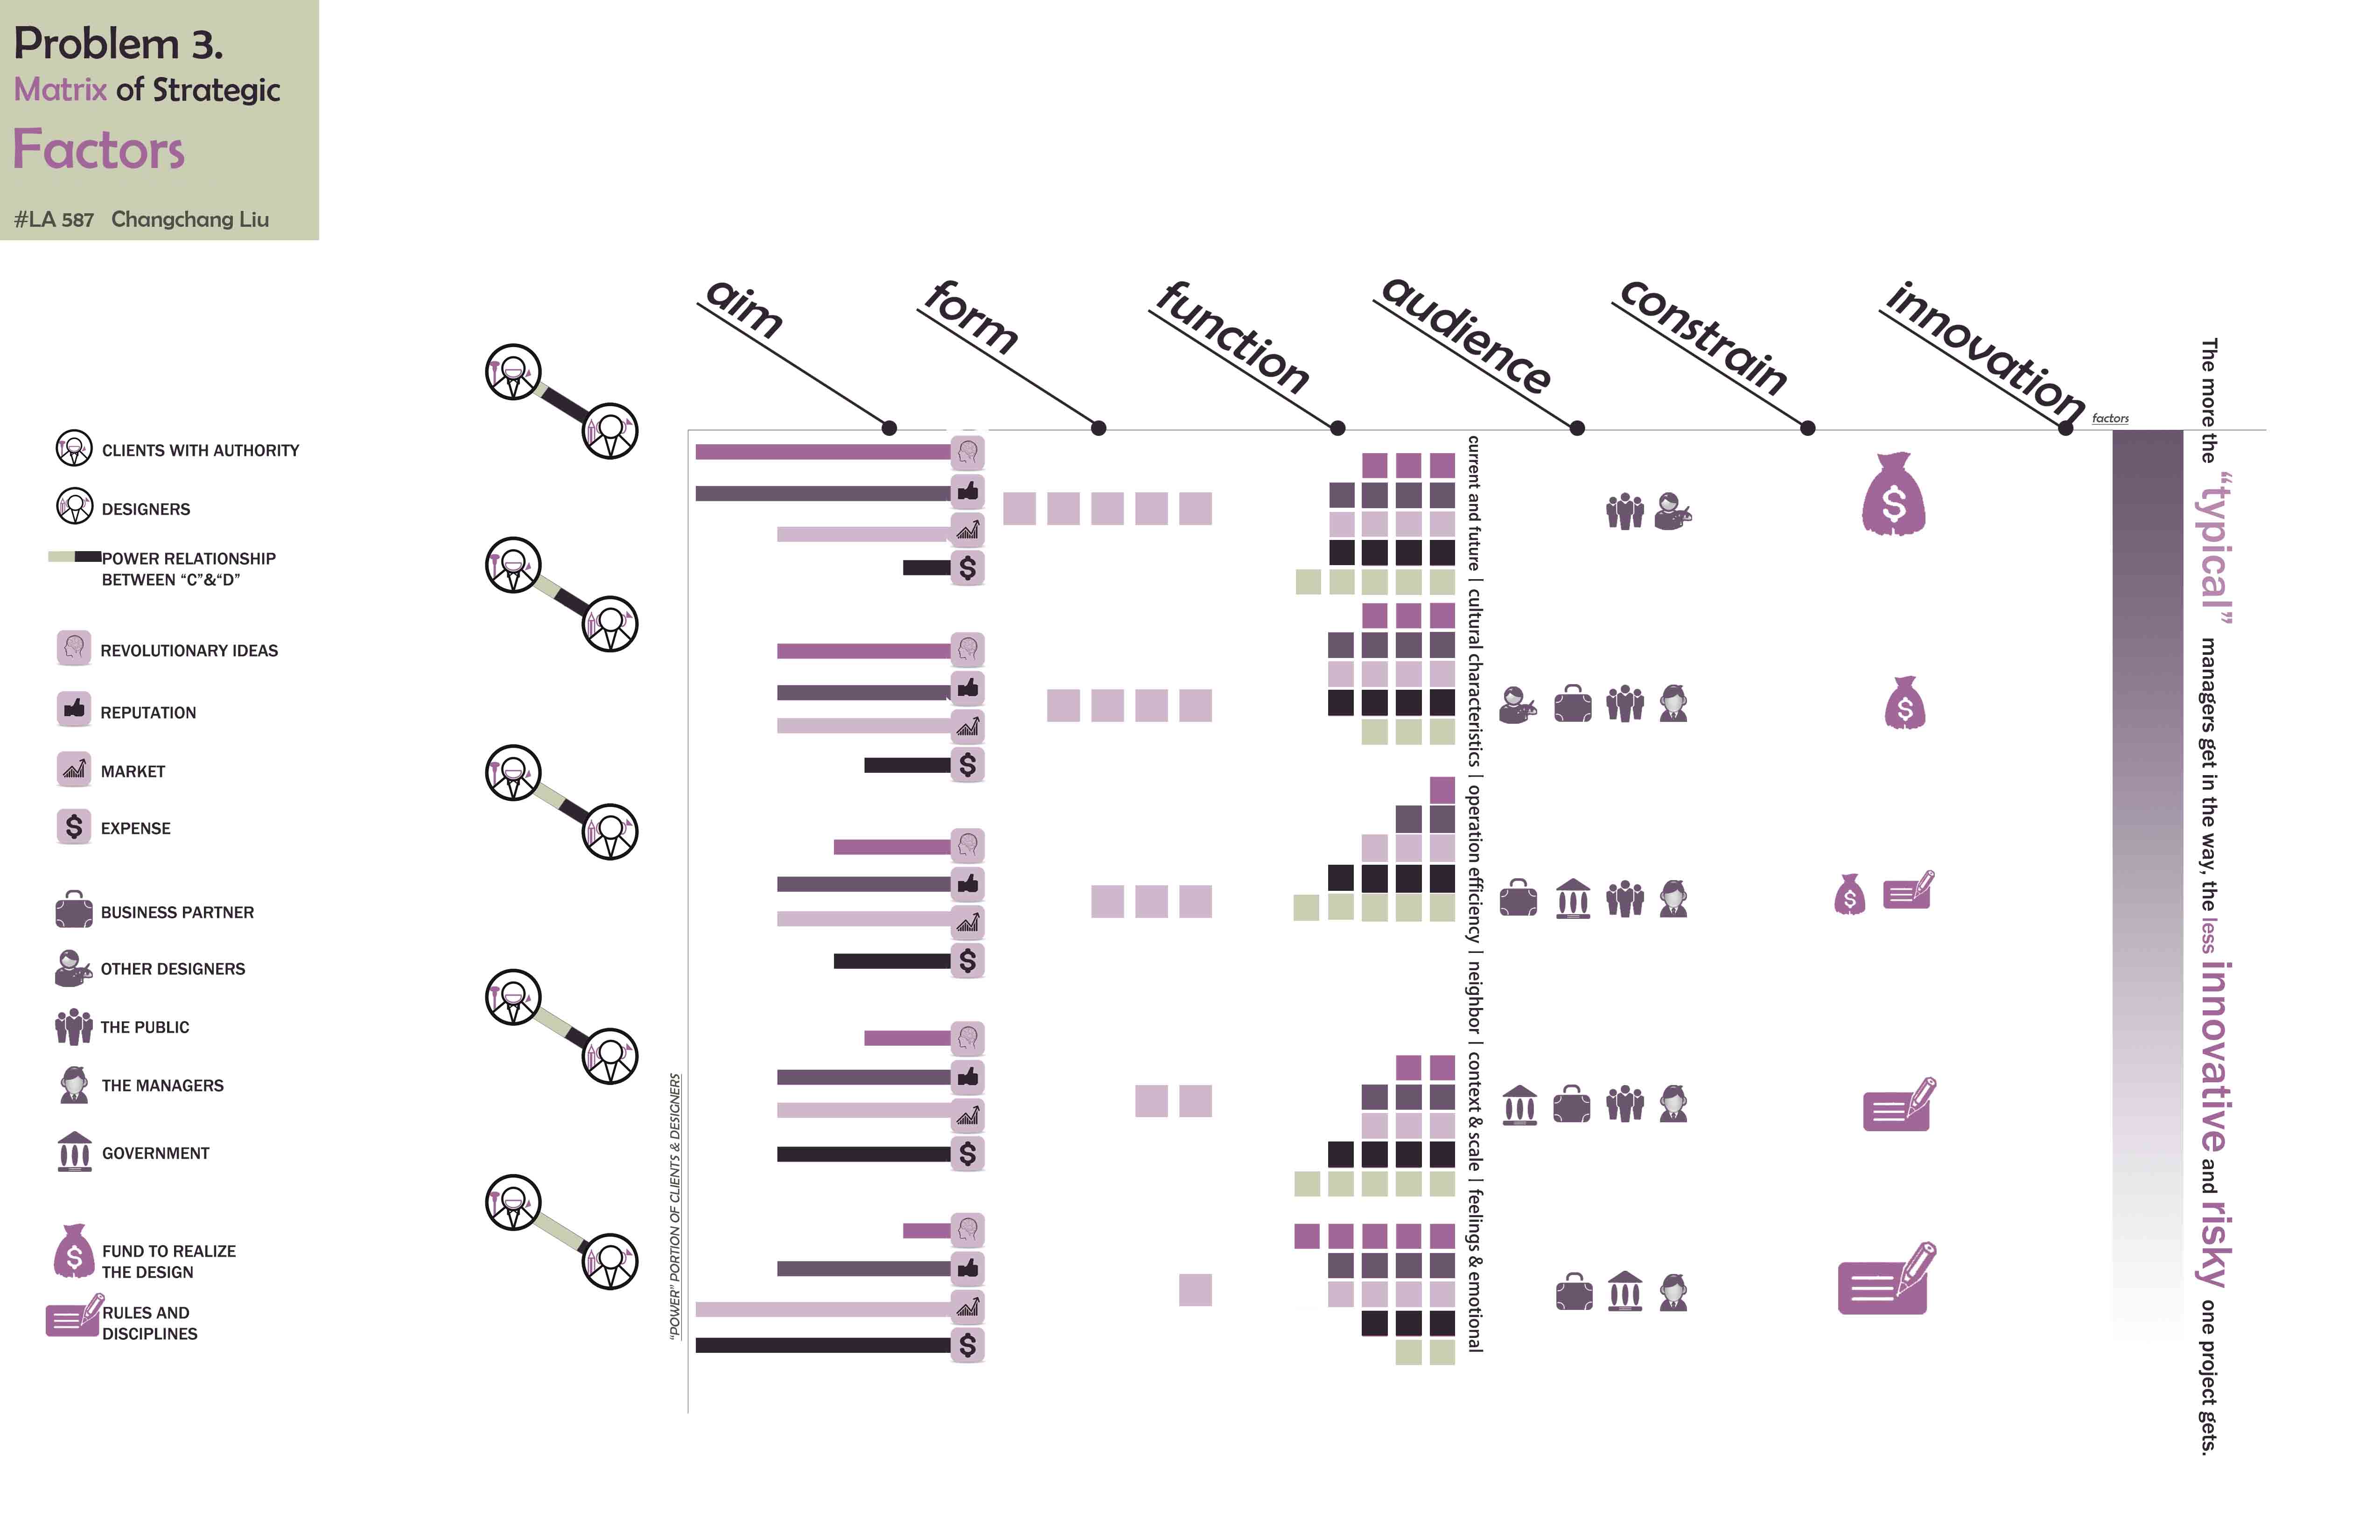 Problem 3.
Matrix of Strategic
Factors
#LA 587 Changchang Liu
aim
form
function
audience
constrain
innovation
factors
CLIENTS WITH AUTHORITY
DESIGNERS
POWER RELATIONSHIP
BETWEEN “C”&“D”
REVOLUTIONARY IDEAS
REPUTATION
MARKET
EXPENSE
BUSINESS PARTNER
OTHER DESIGNERS
THE PUBLIC
THE MANAGERS
GOVERNMENT
FUND TO REALIZE
THE DESIGN
RULES AND
DISCIPLINES
“POWER” PORTION OF CLIENTS & DESIGNERS
current and future | cultural characteristics | operation efficiency | neighbor | context & scale | feelings & emotional
The more the “typical” managers get in the way, the less innovative and risky one project gets.